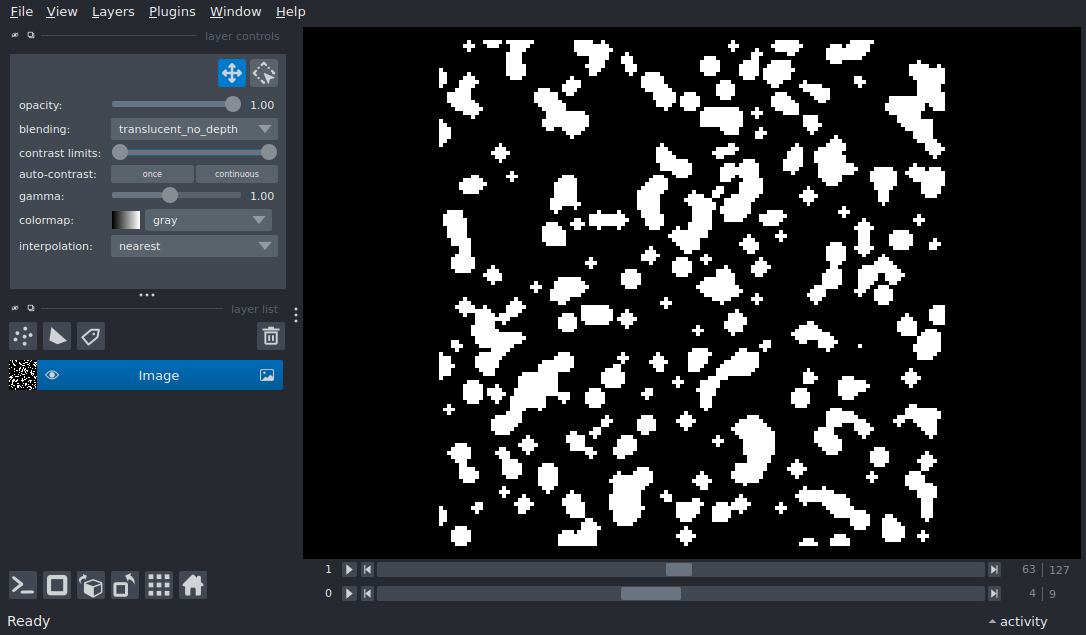 File View Layers Plugins Window Help
layer controls
opacity: 1.00
blending: translucent_no_depth
contrast limits:
auto-contrast: once continuous
gamma: 1.00
colormap: gray
interpolation: nearest
layer list
Image
1 63 127
0 4 9
Ready activity